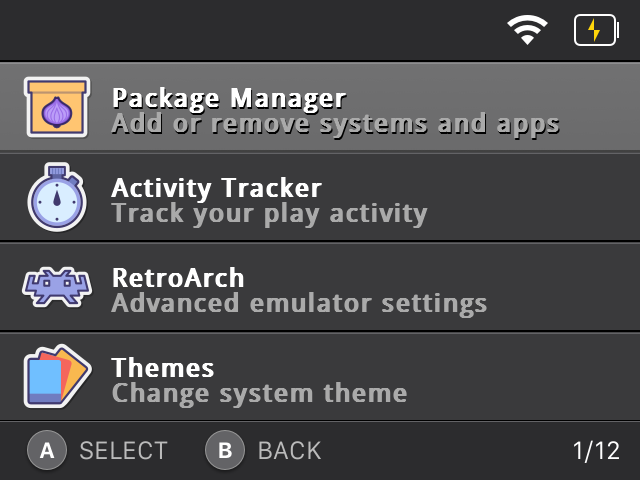 Package Manager
Add or remove systems and apps
Activity Tracker
Track your play activity
RetroArch
Advanced emulator settings
Themes
Change system theme
A SELECT B BACK 1/12